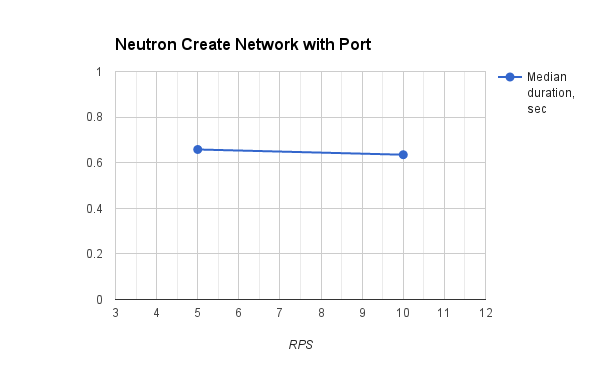 Neutron Create Network with Port
1
0.8
0.6
0.4
0.2
0
3 4 5 6 7 8 9 10 11 12
RPS
Median
duration,
sec